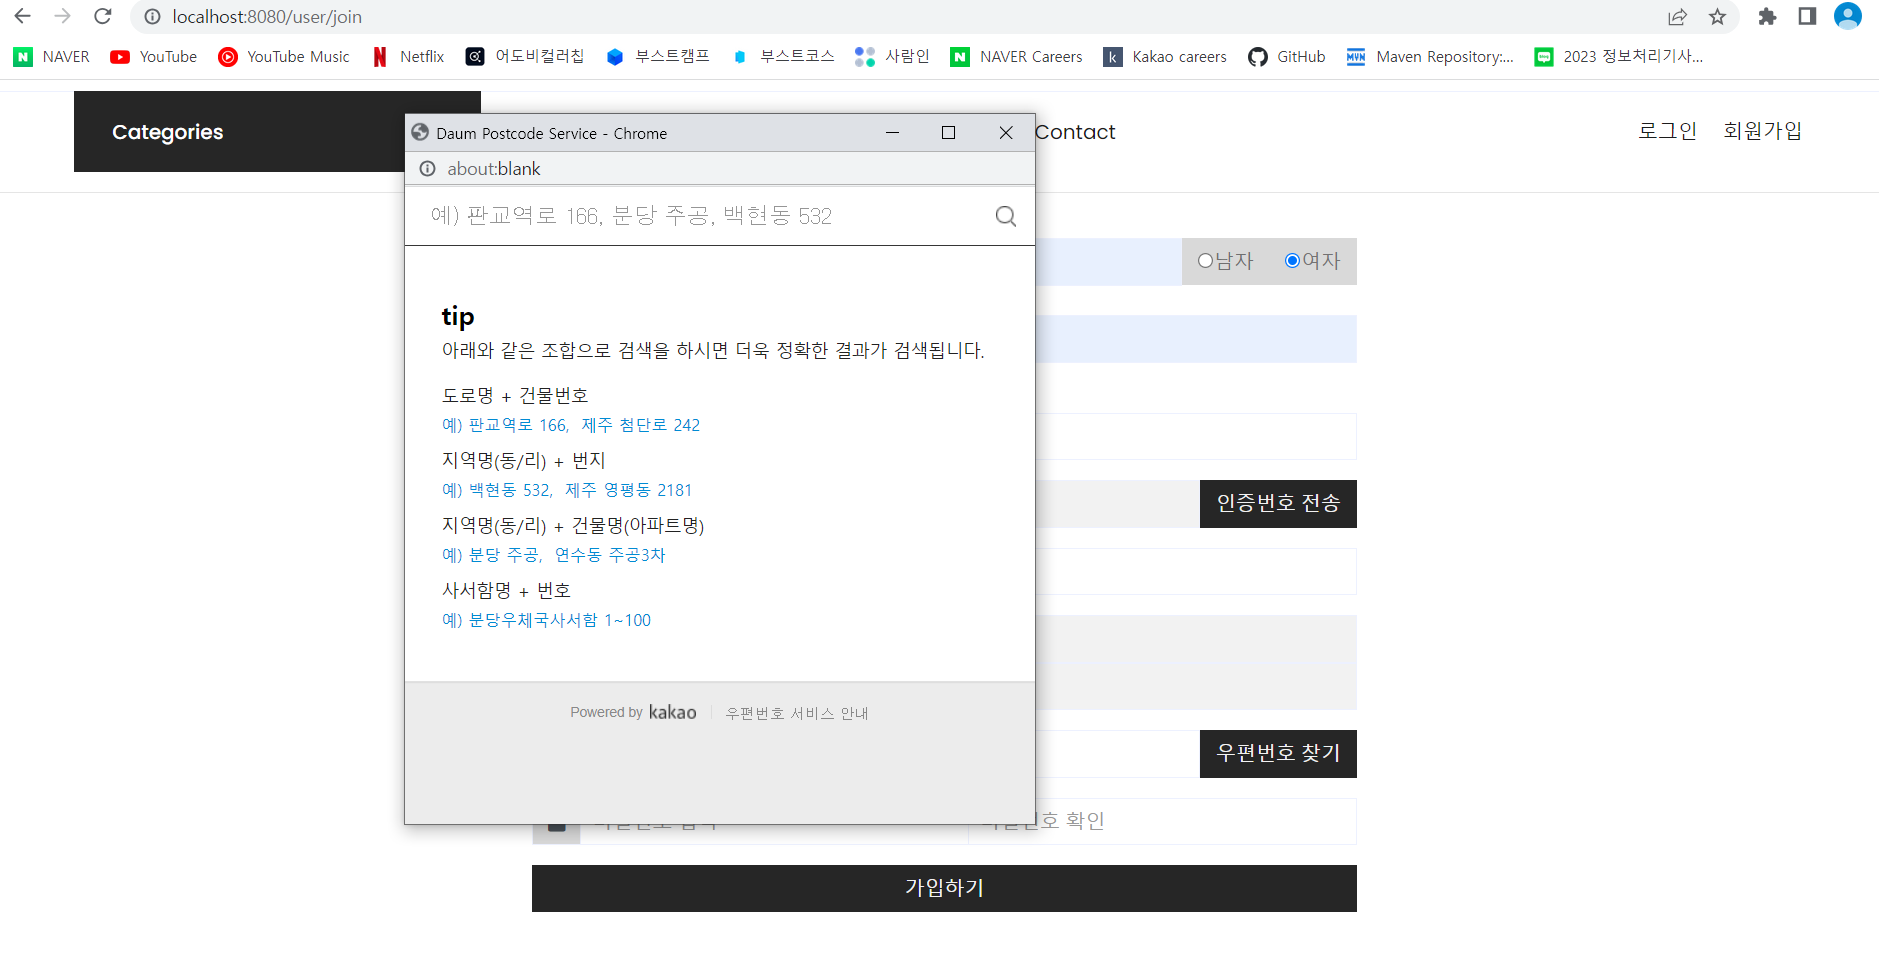 localhost:8080/user/join
NAVER YouTube YouTube Music Netflix 어도비컬러칩 부스트캠프 부스트코스 사람인 NAVER Careers Kakao careers GitHub Maven Repository:... 2023 정보처리기사...
Categories
Contact 로그인 회원가입
Daum Postcode Service - Chrome
about:blank
예) 판교역로 166, 분당 주공, 백현동 532
tip
아래와 같은 조합으로 검색을 하시면 더욱 정확한 결과가 검색됩니다.
도로명 + 건물번호
예) 판교역로 166, 제주 첨단로 242
지역명(동/리) + 번지
예) 백현동 532, 제주 영평동 2181
지역명(동/리) + 건물명(아파트명)
예) 분당 주공, 연수동 주공3차
사서함명 + 번호
예) 분당우체국사서함 1~100
Powered by kakao 우편번호 서비스 안내
남자 여자
인증번호 전송
우편번호 찾기
확인
가입하기